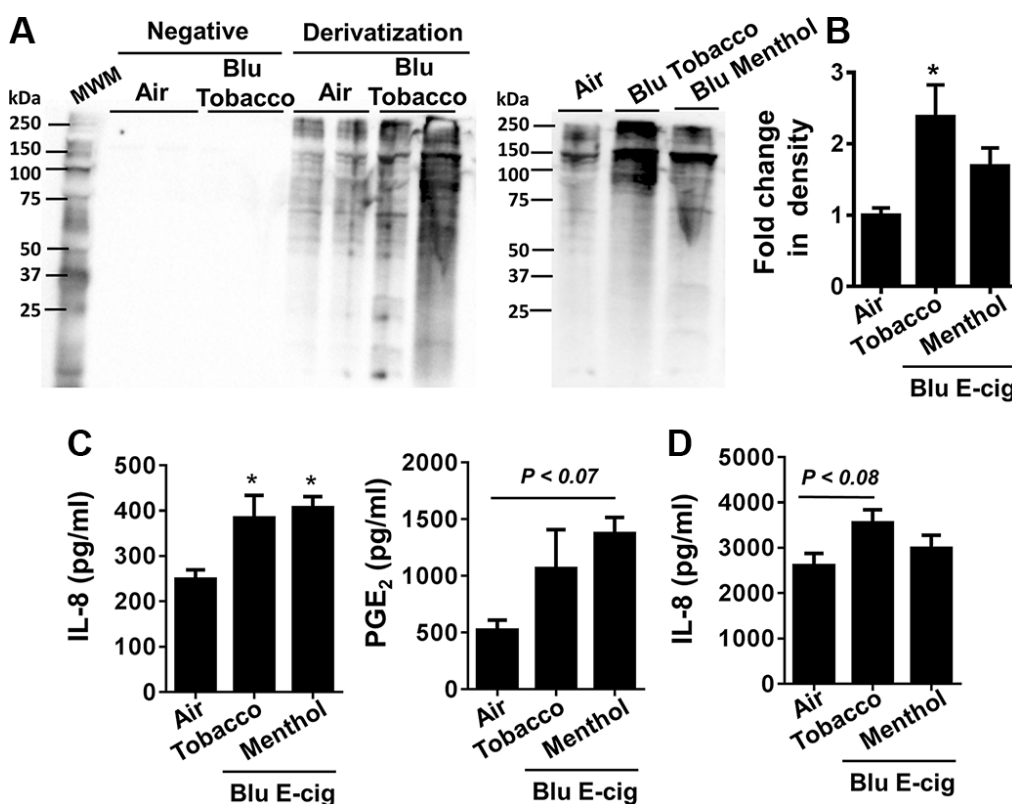 A
Negative
Derivatization
MWM
Air
Blu
Tobacco
Air
Blu
Tobacco
kDa
250
150
100
75
50
37
25
Air
Blu Tobacco
Blu Menthol
kDa
250
150
100
75
50
37
25
B
Fold change
in density
3
2
1
0
*
Air
Tobacco
Menthol
Blu E-cig
C
IL-8 (pg/ml)
500
400
300
200
100
0
*
*
Air
Tobacco
Menthol
Blu E-cig
PGE2 (pg/ml)
2000
1500
1000
500
0
P < 0.07
Air
Tobacco
Menthol
Blu E-cig
D
IL-8 (pg/ml)
5000
4000
3000
2000
1000
0
P < 0.08
Air
Tobacco
Menthol
Blu E-cig